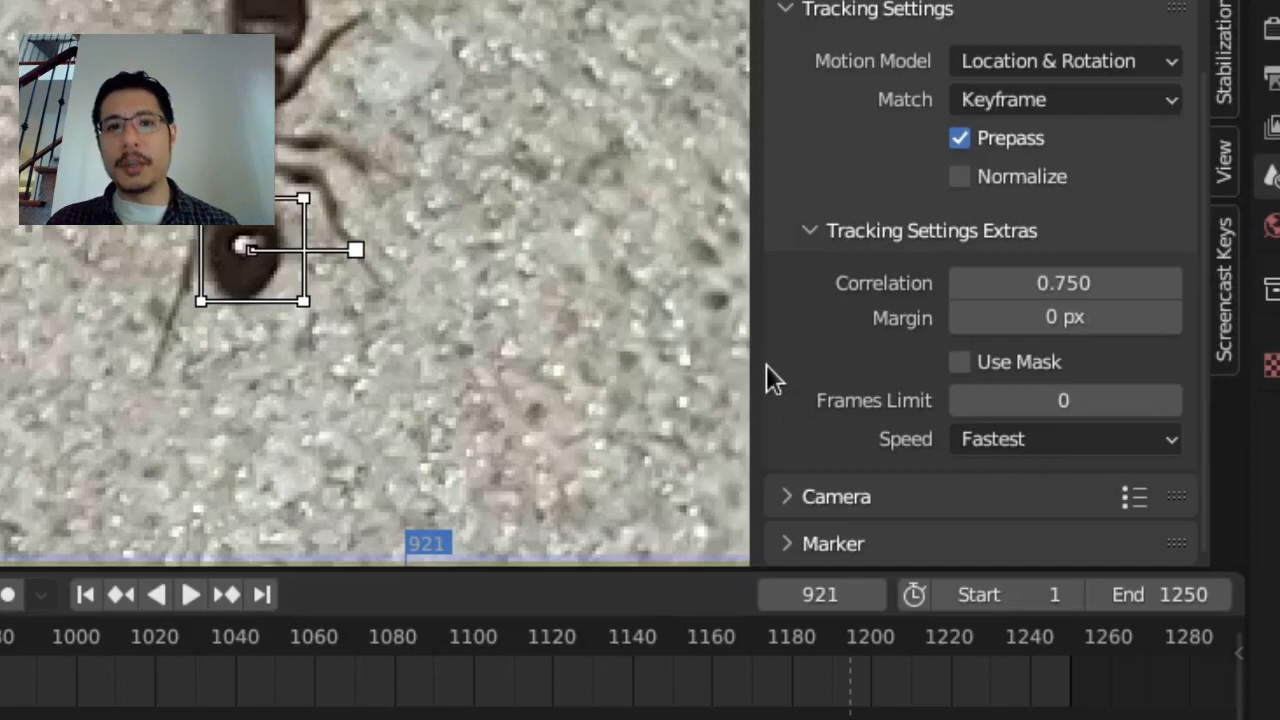 Tracking Settings
Motion Model Location & Rotation
Match Keyframe
Prepass
Normalize
Tracking Settings Extras
Correlation 0.750
Margin 0 px
Use Mask
Frames Limit 0
Speed Fastest
Camera
Marker
Stabilization
View
Screencast Keys
921
921 Start 1 End 1250
1000 1020 1040 1060 1080 1100 1120 1140 1160 1180 1200 1220 1240 1260 1280